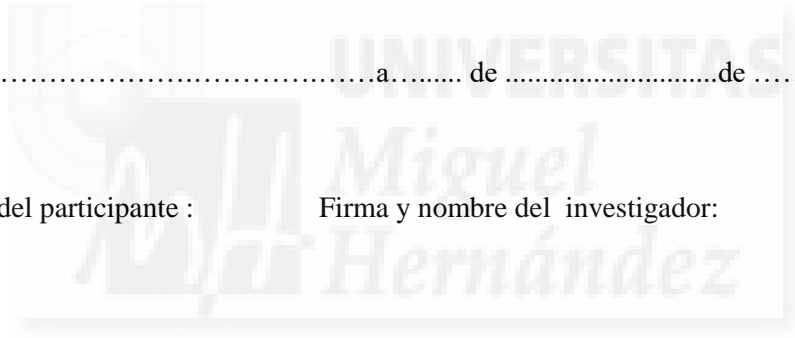 ……………………………………a…...... de .............................de ……
UNIVERSITAS
Miguel
del participante : Firma y nombre del investigador:
Hernández